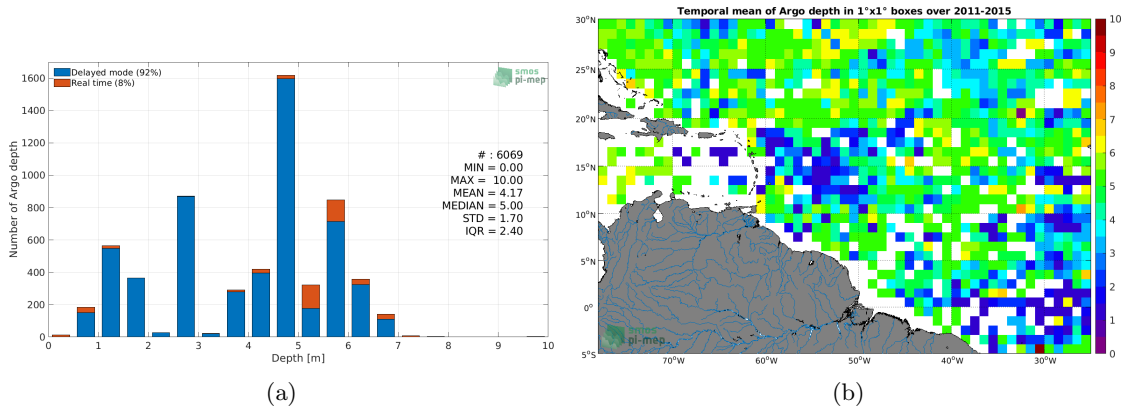 Delayed mode (92%)
Real time (8%)
smos
pi-mep
# : 6069
MIN = 0.00
MAX = 10.00
MEAN = 4.17
MEDIAN = 5.00
STD = 1.70
IQR = 2.40
Number of Argo depth
1600
1400
1200
1000
800
600
400
200
0
0 1 2 3 4 5 6 7 8 9 10
Depth [m]
(a)
Temporal mean of Argo depth in 1°x1° boxes over 2011-2015
30°N
25°N
20°N
15°N
10°N
5°N
0°
5°S
70°W 60°W 50°W 40°W 30°W
smos
pi-mep
10
9
8
7
6
5
4
3
2
1
0
(b)